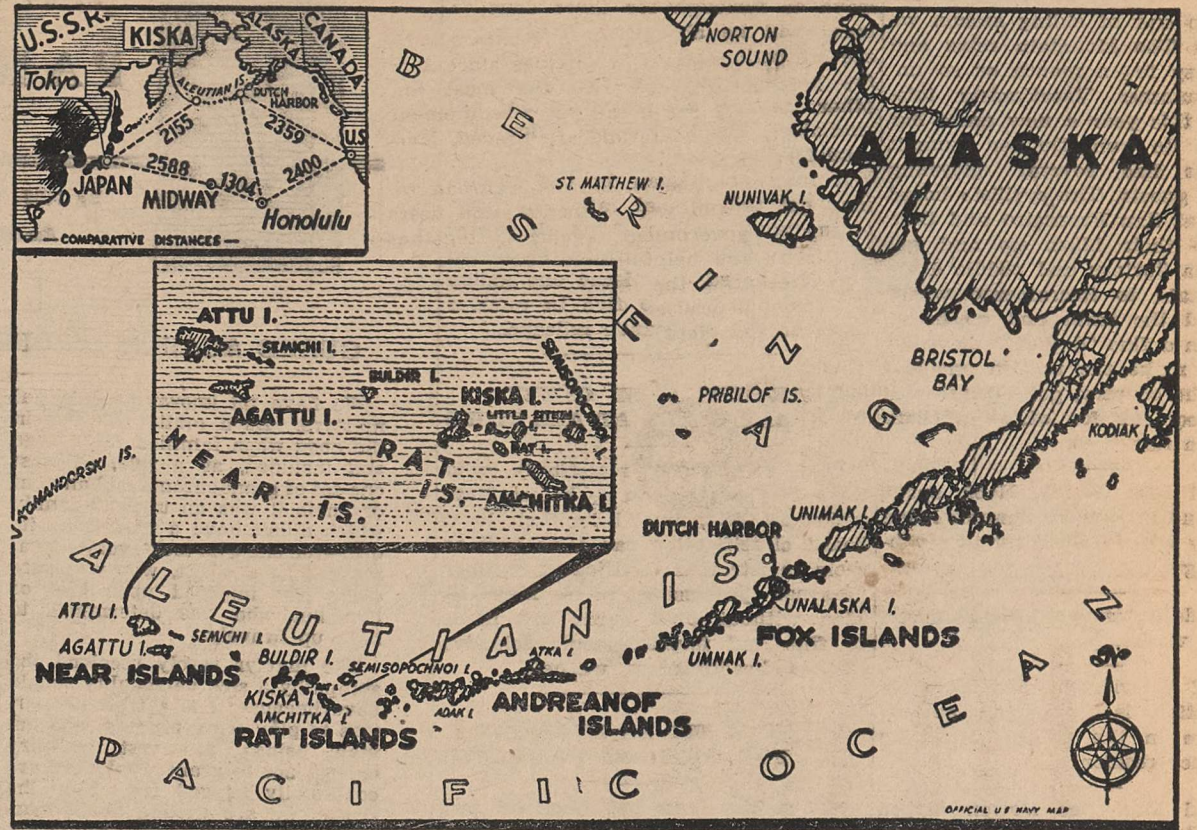 U.S.S.R.
KISKA
ALASKA
CANADA
Tokyo
ALEUTIAN IS.
DUTCH
HARBOR
2155
2359
U.S.
2588
1304
2400
JAPAN
MIDWAY
Honolulu
— COMPARATIVE DISTANCES —
NORTON
SOUND
BERING
SEA
ALASKA
ST. MATTHEW I.
NUNIVAK I.
BRISTOL
BAY
PRIBILOF IS.
KODIAK I.
ATTU I.
SEMICHI I.
BULDIR I.
SEMISOPOCHNOI I.
AGATTU I.
KISKA I.
LITTLE SITKIN I.
RAT I.
NEAR
IS.
RAT
IS.
AMCHITKA I.
KOMANDORSKI IS.
DUTCH HARBOR
UNIMAK I.
ALEUTIAN IS
ATTU I.
SEMICHI I.
AGATTU I.
NEAR ISLANDS
BULDIR I.
SEMISOPOCHNOI I.
KISKA I.
AMCHITKA I.
RAT ISLANDS
ATKA I.
ADAK I.
ANDREANOF
ISLANDS
UNALASKA I.
FOX ISLANDS
UMNAK I.
N
PACIFIC OCEAN
OFFICIAL U S NAVY MAP